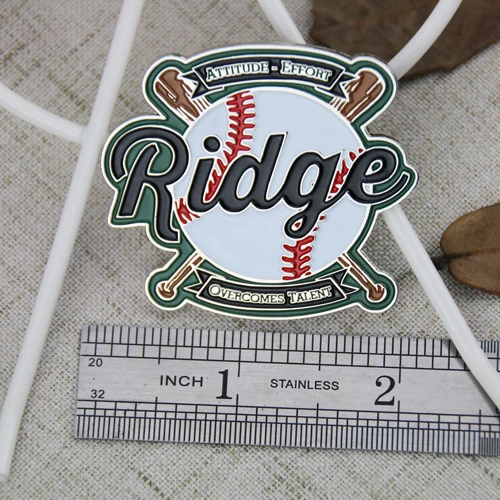 ATTITUDE - EFFORT
Ridge
OVERCOMES TALENT
20
INCH 1 STAINLESS 2
32